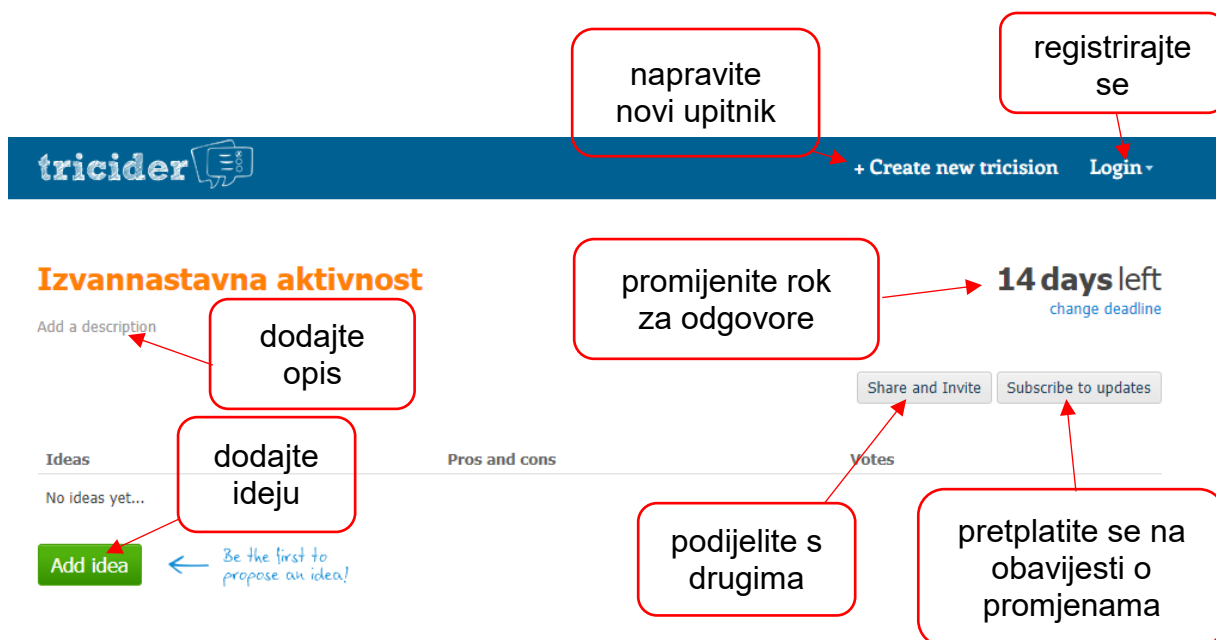 napravite
novi upitnik
registrirajte
se
tricider
+ Create new tricision
Login
Izvannastavna aktivnost
Add a description
dodajte
opis
promijenite rok
za odgovore
14 days left
change deadline
Share and Invite
Subscribe to updates
Ideas
Pros and cons
Votes
dodajte
ideju
No ideas yet...
Add idea
Be the first to
propose an idea!
podijelite s
drugima
pretplatite se na
obavijesti o
promjenama